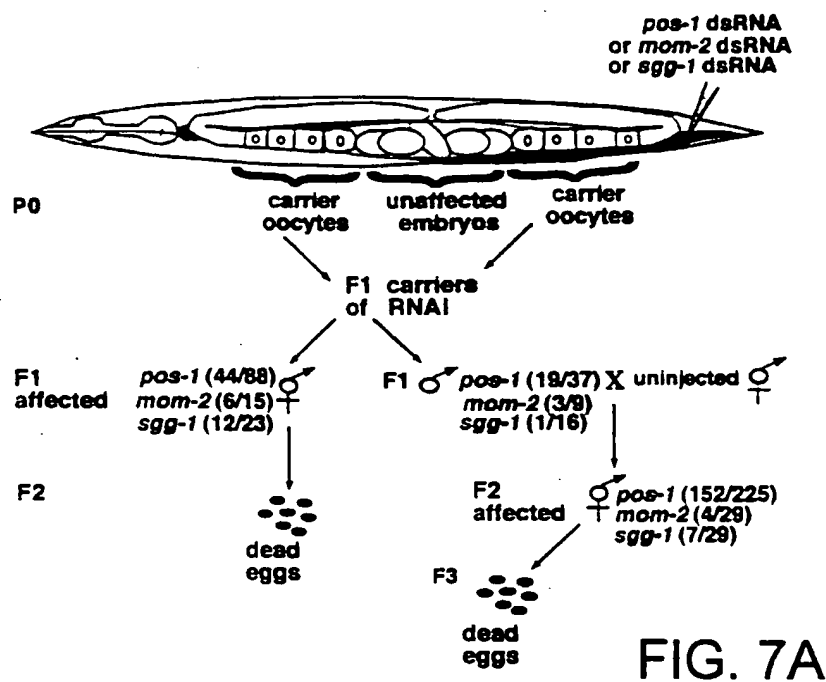 pos-1 dsRNA
or mom-2 dsRNA
or sgg-1 dsRNA
P0
carrier
oocytes
unaffected
embryos
carrier
oocytes
F1 carriers
of RNAi
F1
affected
pos-1 (44/88)
mom-2 (6/15)
sgg-1 (12/23)
F1
pos-1 (19/37) X uninjected
mom-2 (3/9)
sgg-1 (1/16)
F2
dead
eggs
F2
affected
pos-1 (152/225)
mom-2 (4/29)
sgg-1 (7/29)
F3
dead
eggs
FIG. 7A